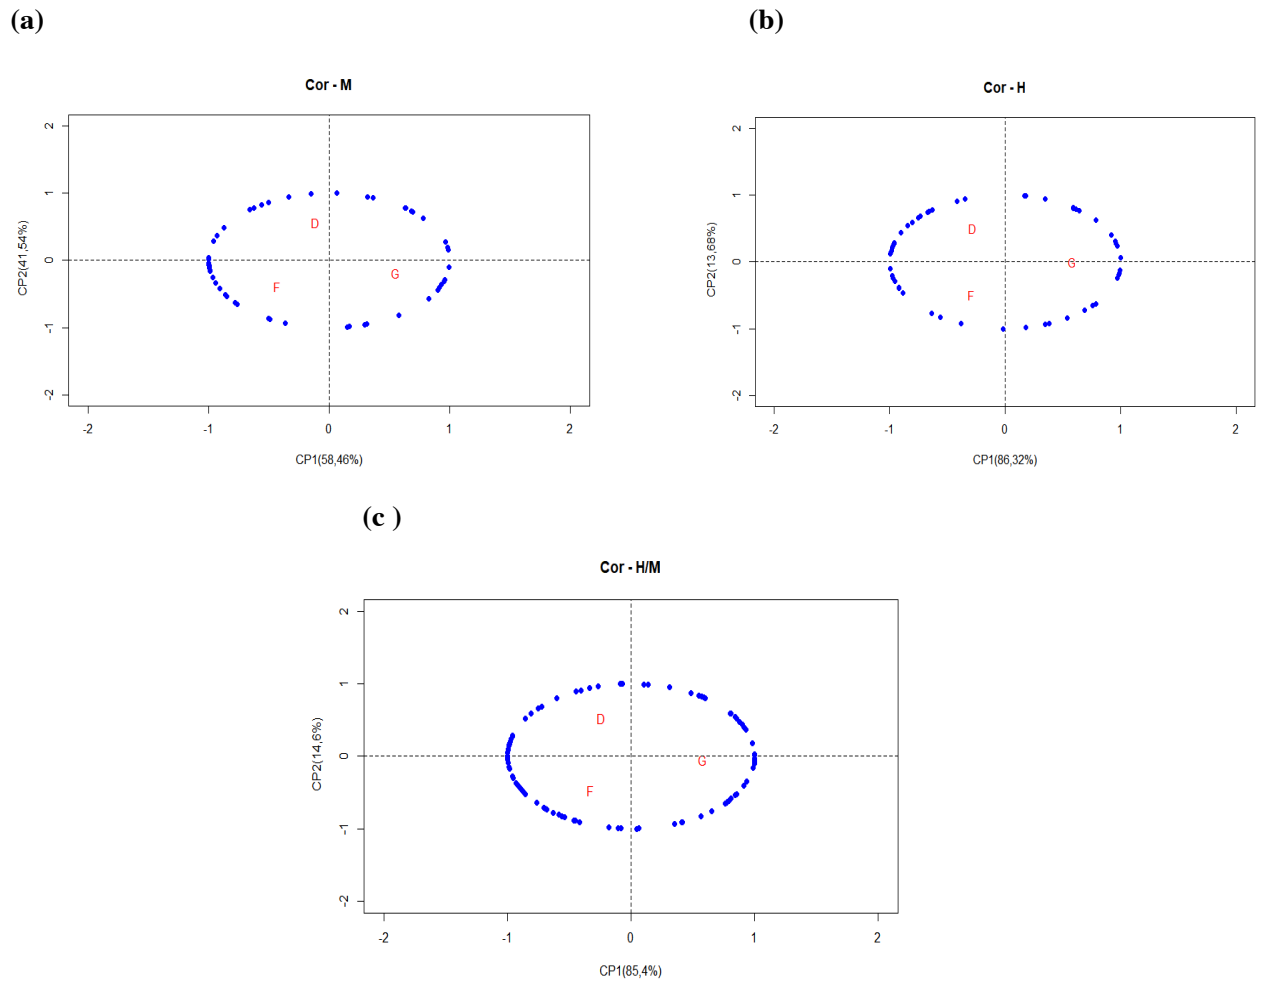 (a)
Cor - M
2
1
0
-1
-2
CP2(41,54%)
D
F
G
-2 -1 0 1 2
CP1(58,46%)
(b)
Cor - H
2
1
0
-1
-2
CP2(13,68%)
D
G
F
-2 -1 0 1 2
CP1(86,32%)
(c )
Cor - H/M
2
1
0
-1
-2
CP2(14,6%)
D
G
F
-2 -1 0 1 2
CP1(85,4%)